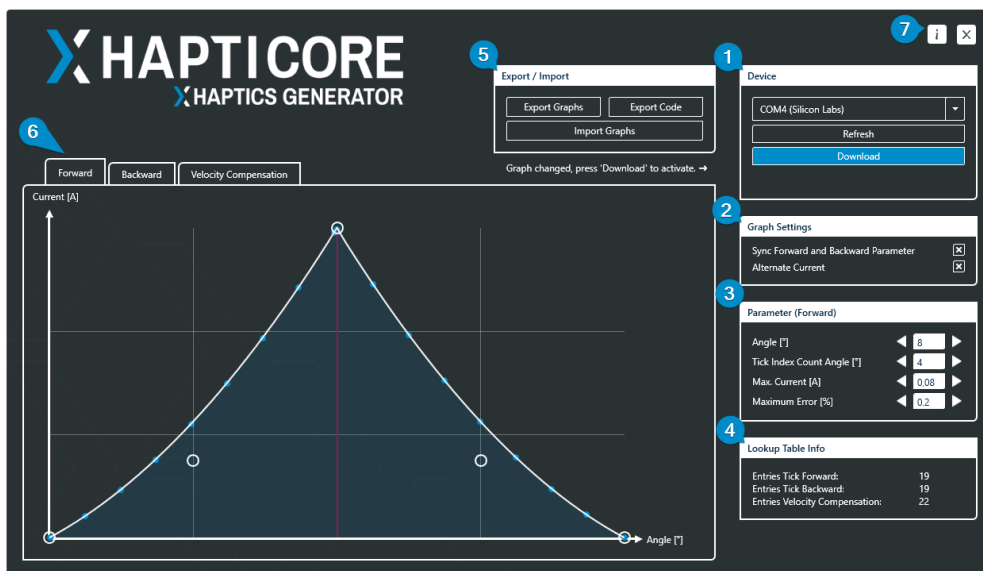 HAPTICORE
HAPTICS GENERATOR
7
i
5
Export / Import
Export Graphs
Export Code
Import Graphs
Graph changed, press 'Download' to activate. →
1
Device
COM4 (Silicon Labs)
Refresh
Download
6
Forward
Backward
Velocity Compensation
Current [A]
Angle [°]
2
Graph Settings
Sync Forward and Backward Parameter
Alternate Current
3
Parameter (Forward)
Angle [°] 8
Tick Index Count Angle [°] 4
Max. Current [A] 0.08
Maximum Error [%] 0.2
4
Lookup Table Info
Entries Tick Forward: 19
Entries Tick Backward: 19
Entries Velocity Compensation: 22